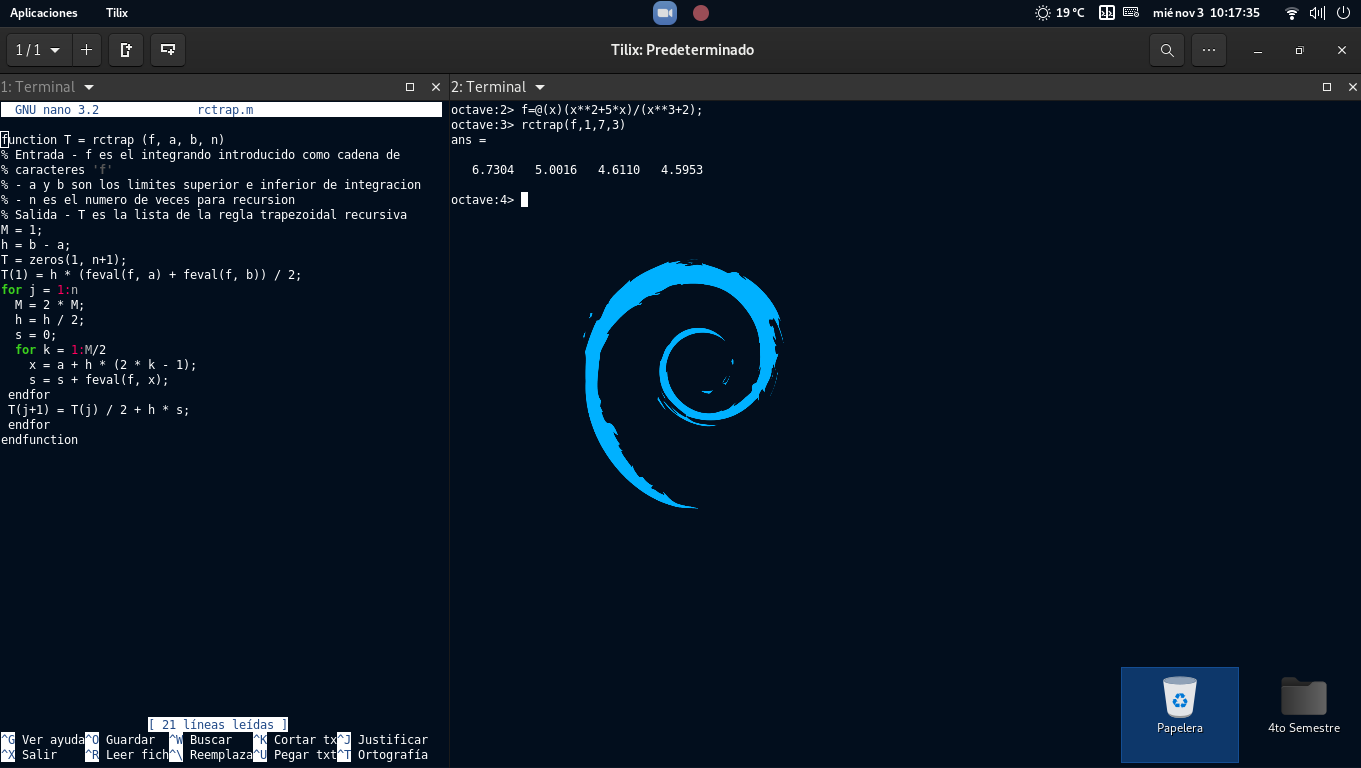 Aplicaciones Tilix 19 °C mié nov 3 10:17:35
1 / 1 Tilix: Predeterminado
1: Terminal
GNU nano 3.2 rctrap.m
function T = rctrap (f, a, b, n)
% Entrada - f es el integrando introducido como cadena de
% caracteres 'f'
% - a y b son los limites superior e inferior de integracion
% - n es el numero de veces para recursion
% Salida - T es la lista de la regla trapezoidal recursiva
M = 1;
h = b - a;
T = zeros(1, n+1);
T(1) = h * (feval(f, a) + feval(f, b)) / 2;
for j = 1:n
  M = 2 * M;
  h = h / 2;
  s = 0;
  for k = 1:M/2
    x = a + h * (2 * k - 1);
    s = s + feval(f, x);
 endfor
 T(j+1) = T(j) / 2 + h * s;
 endfor
endfunction
[ 21 líneas leídas ]
^G Ver ayuda ^O Guardar ^W Buscar ^K Cortar tx ^J Justificar
^X Salir ^R Leer fich ^\ Reemplaza ^U Pegar txt ^T Ortografía
2: Terminal
octave:2> f=@(x)(x**2+5*x)/(x**3+2);
octave:3> rctrap(f,1,7,3)
ans =
6.7304 5.0016 4.6110 4.5953
octave:4>
Papelera
4to Semestre